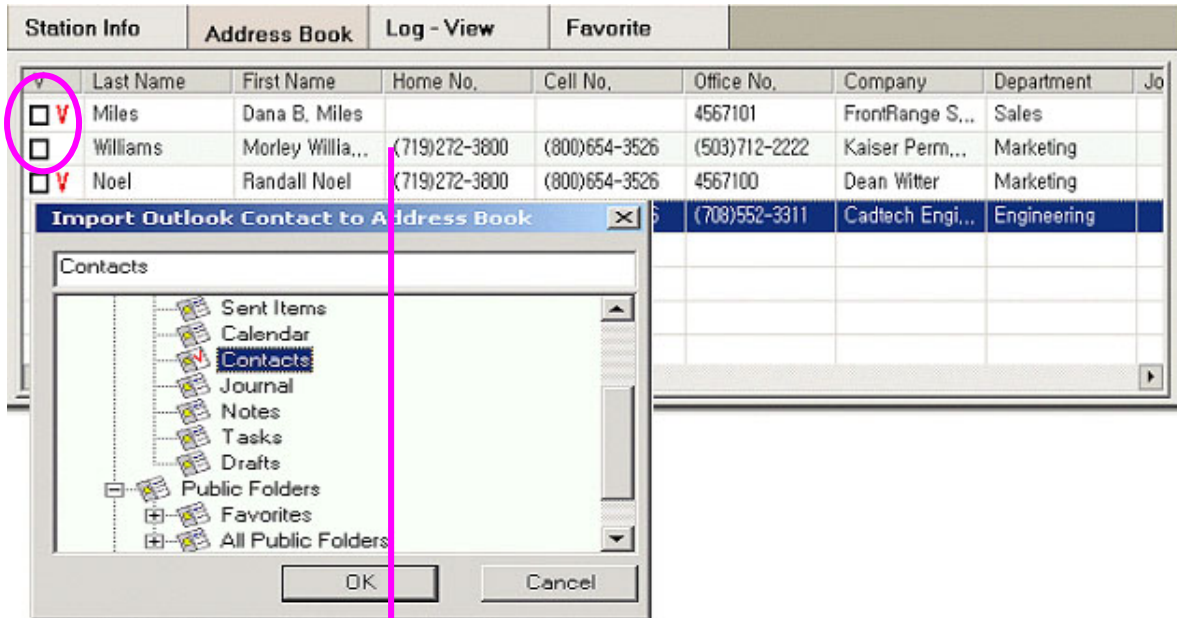 Station Info Address Book Log - View Favorite
V Last Name First Name Home No. Cell No. Office No. Company Department Jo
V Miles Dana B. Miles 4567101 FrontRange S... Sales
Williams Morley Willia... (719)272-3800 (800)654-3526 (503)712-2222 Kaiser Perm... Marketing
V Noel Randall Noel (719)272-3800 (800)654-3526 4567100 Dean Witter Marketing
6 (708)552-3311 Cadtech Engi... Engineering
Import Outlook Contact to Address Book
Contacts
Sent Items
Calendar
Contacts
Journal
Notes
Tasks
Drafts
Public Folders
Favorites
All Public Folders
OK Cancel